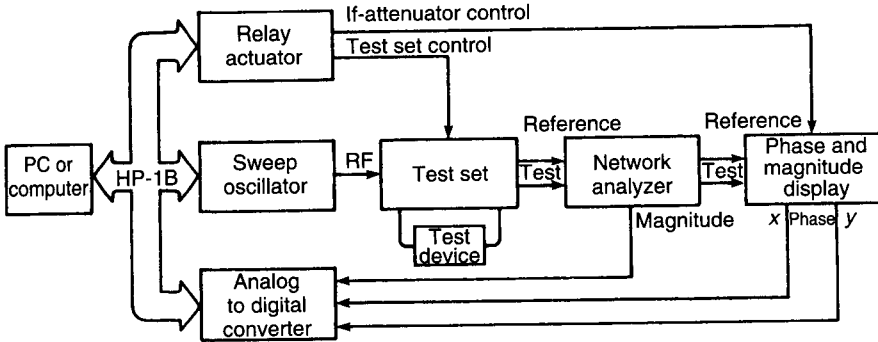 If-attenuator control
Relay
actuator
Test set control
Reference
Reference
PC or
computer
HP-1B
Sweep
oscillator
RF
Test set
Test
Network
analyzer
Test
Phase and
magnitude
display
Test
device
Magnitude
x Phase y
Analog
to digital
converter